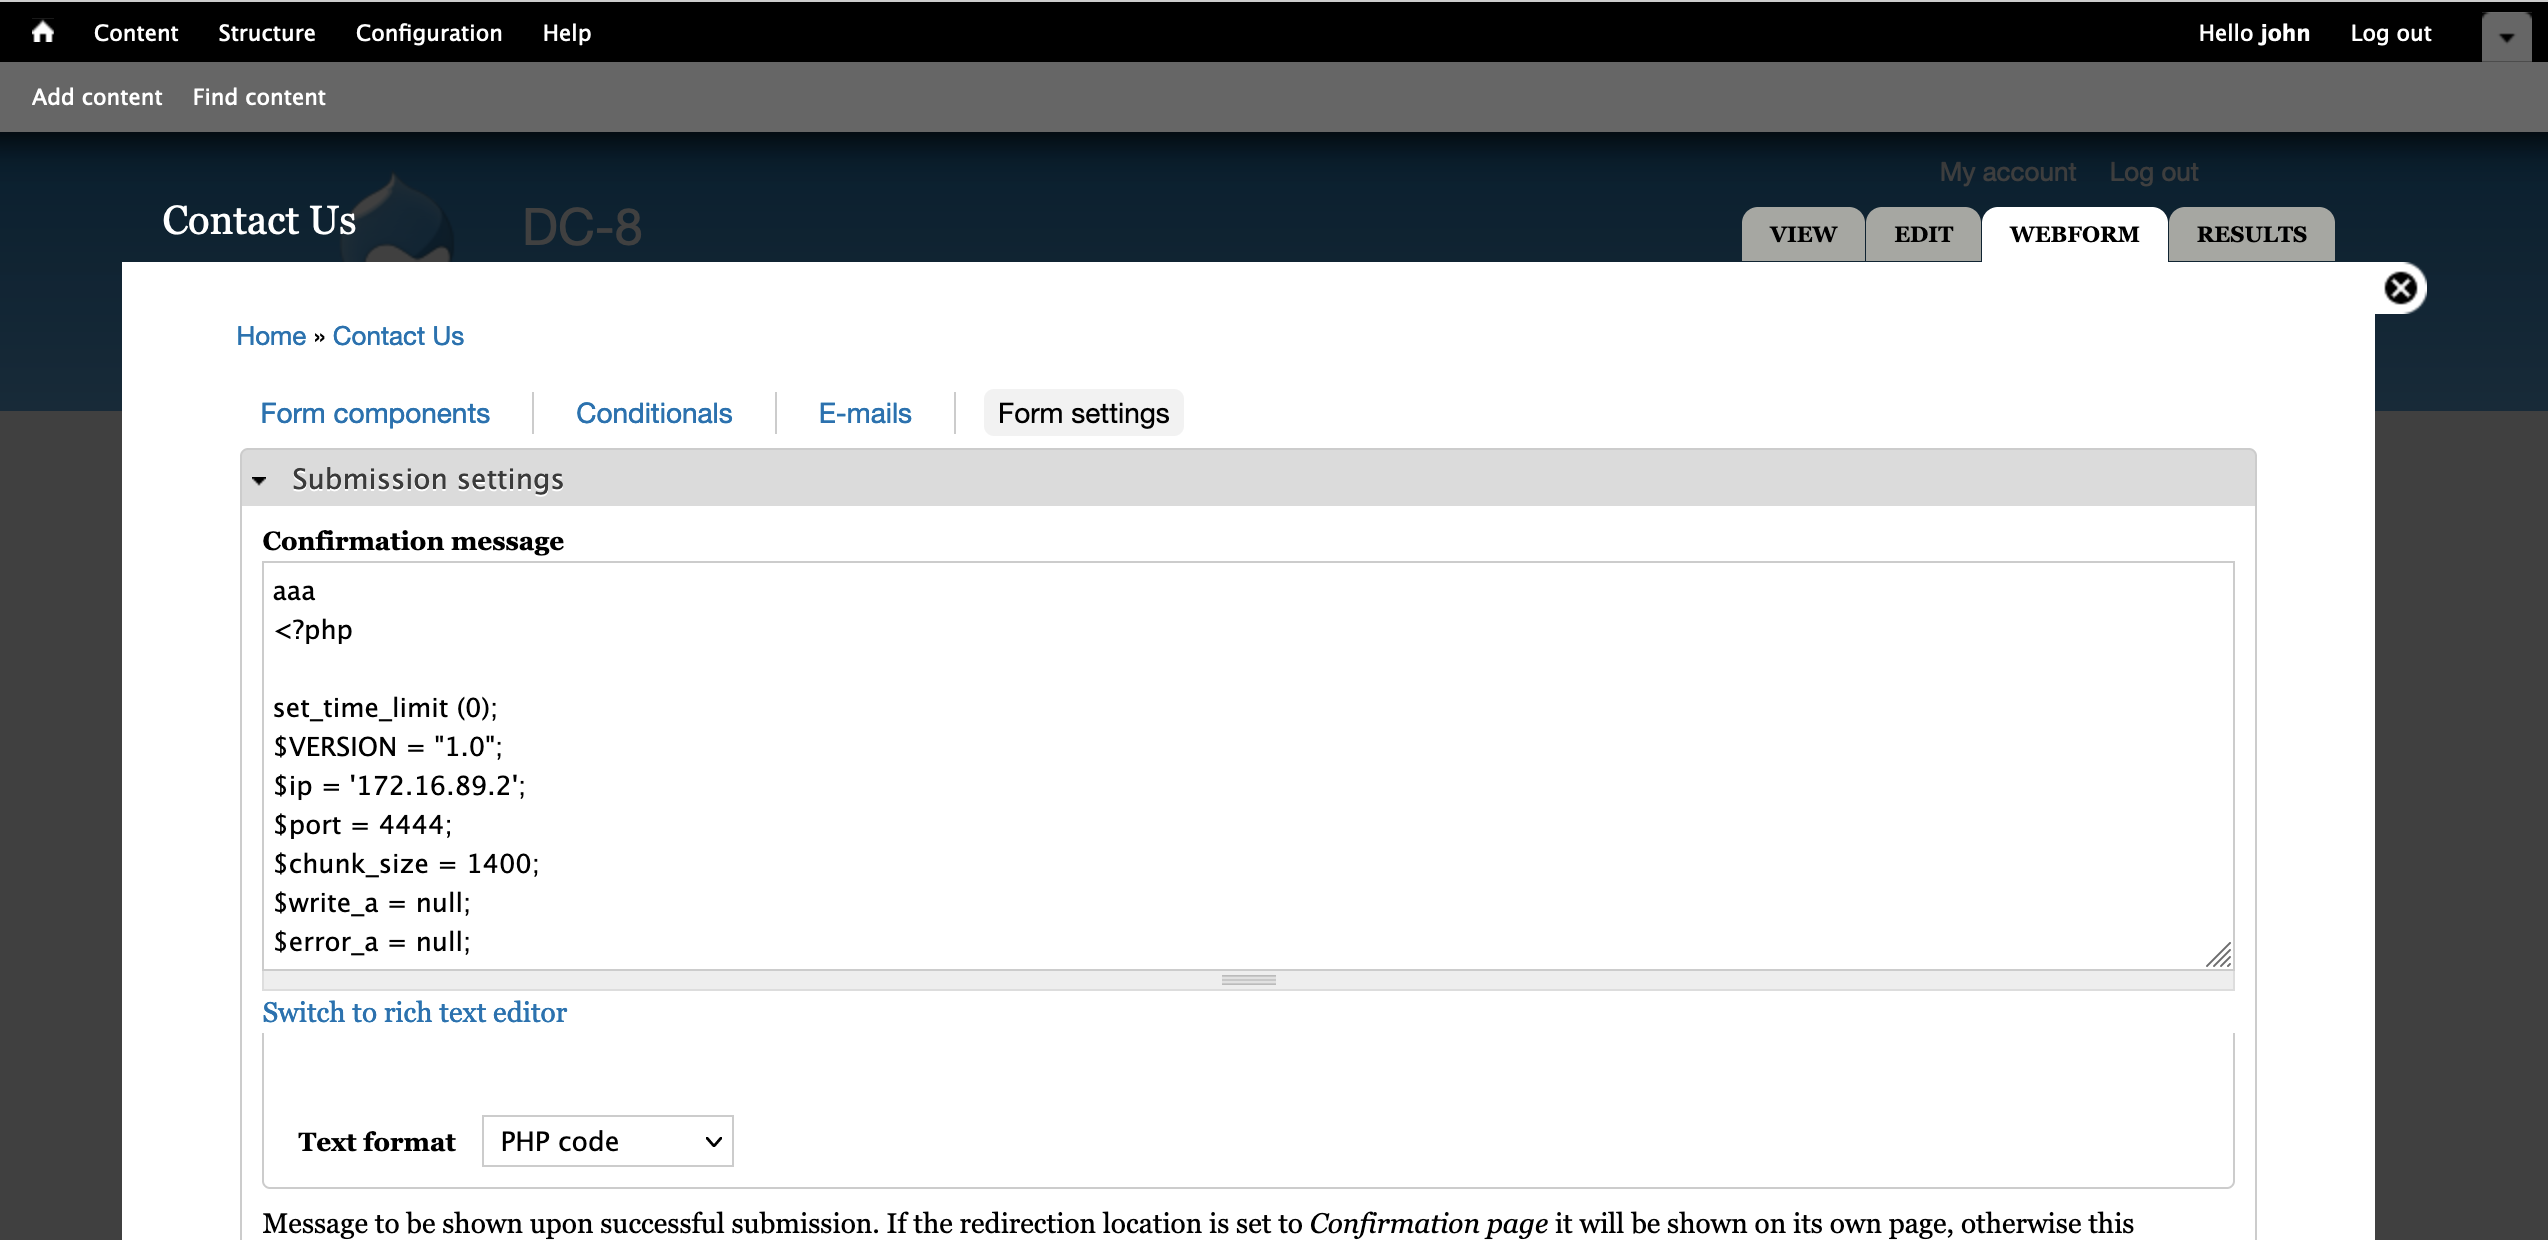 Content Structure Configuration Help Hello john Log out
Add content Find content
My account Log out
Contact Us DC-8
VIEW EDIT WEBFORM RESULTS
Home » Contact Us
Form components Conditionals E-mails Form settings
Submission settings
Confirmation message
aaa
<?php
set_time_limit (0);
$VERSION = "1.0";
$ip = '172.16.89.2';
$port = 4444;
$chunk_size = 1400;
$write_a = null;
$error_a = null;
Switch to rich text editor
Text format PHP code
Message to be shown upon successful submission. If the redirection location is set to Confirmation page it will be shown on its own page, otherwise this